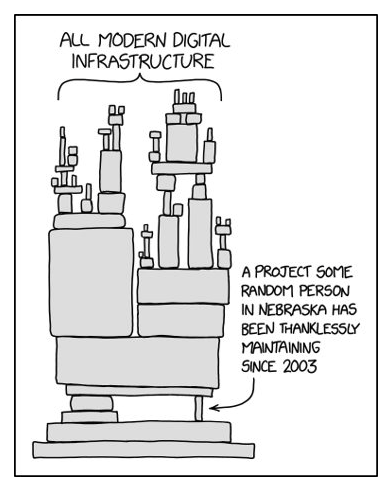 ALL MODERN DIGITAL
INFRASTRUCTURE
A PROJECT SOME
RANDOM PERSON
IN NEBRASKA HAS
BEEN THANKLESSLY
MAINTAINING
SINCE 2003